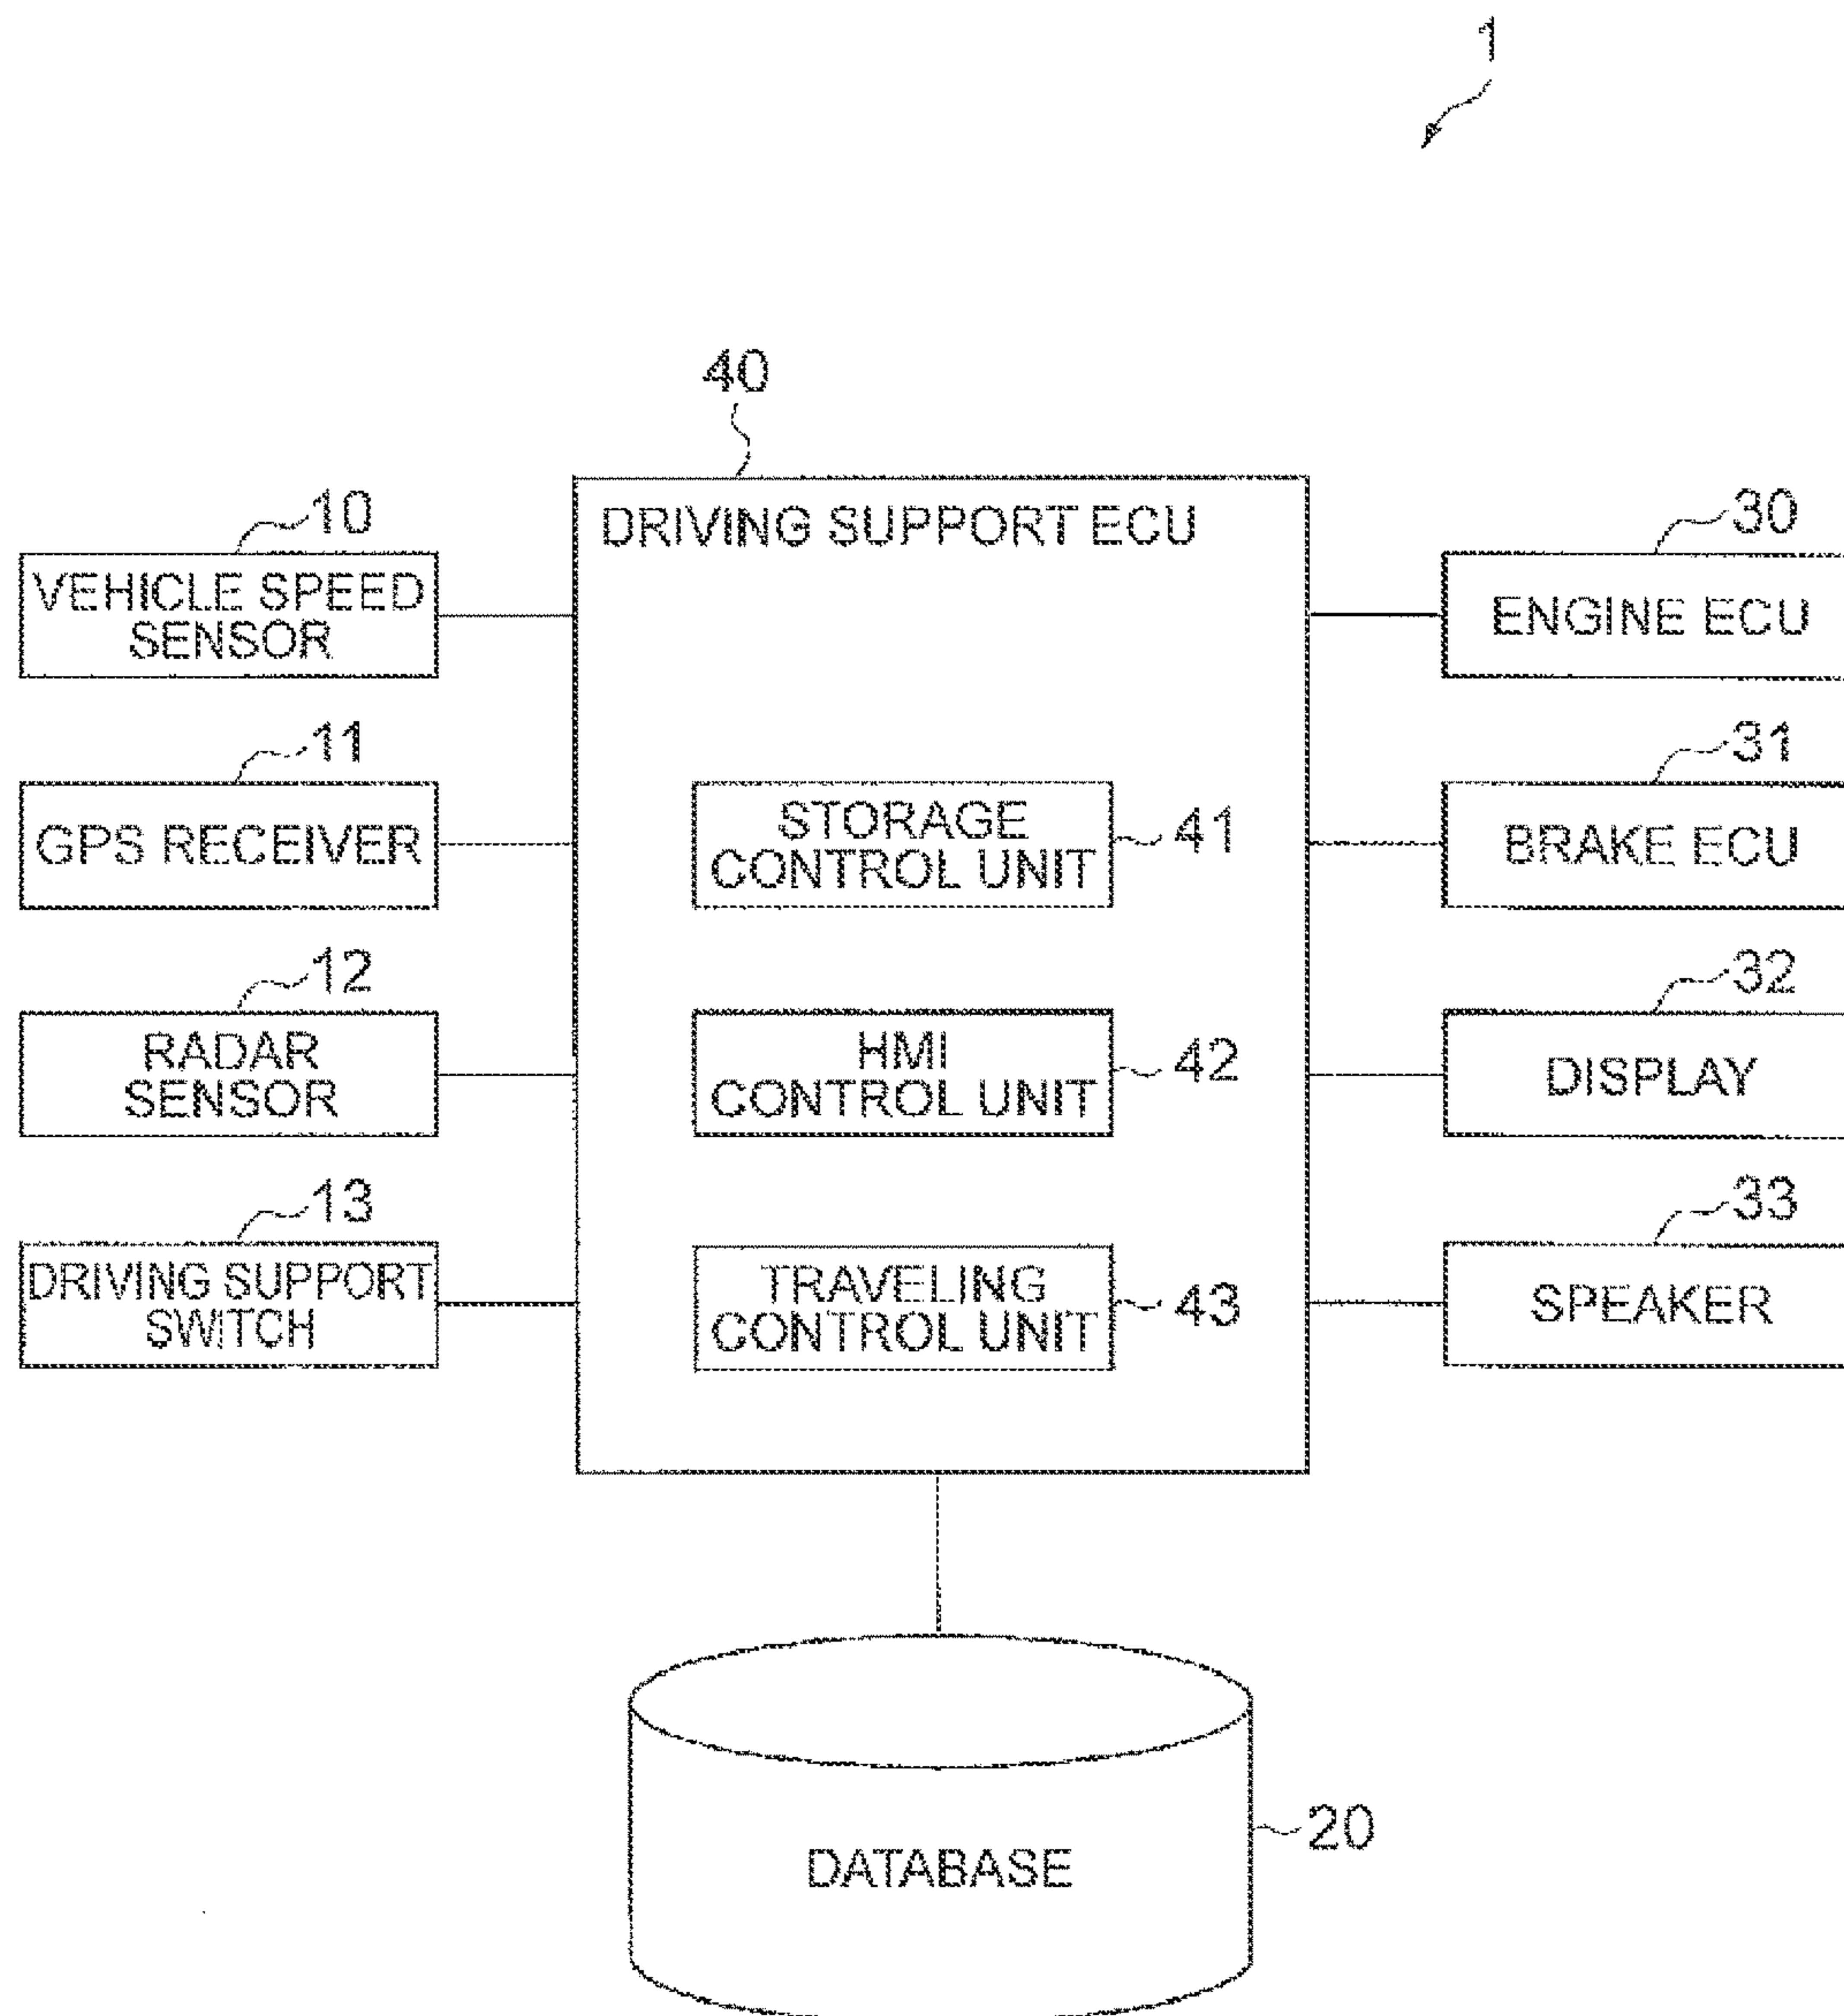 1
40
DRIVING SUPPORT ECU
10
VEHICLE SPEED
SENSOR
11
GPS RECEIVER
12
RADAR
SENSOR
13
DRIVING SUPPORT
SWITCH
STORAGE
CONTROL UNIT
41
HMI
CONTROL UNIT
42
TRAVELING
CONTROL UNIT
43
30
ENGINE ECU
31
BRAKE ECU
32
DISPLAY
33
SPEAKER
DATABASE
20